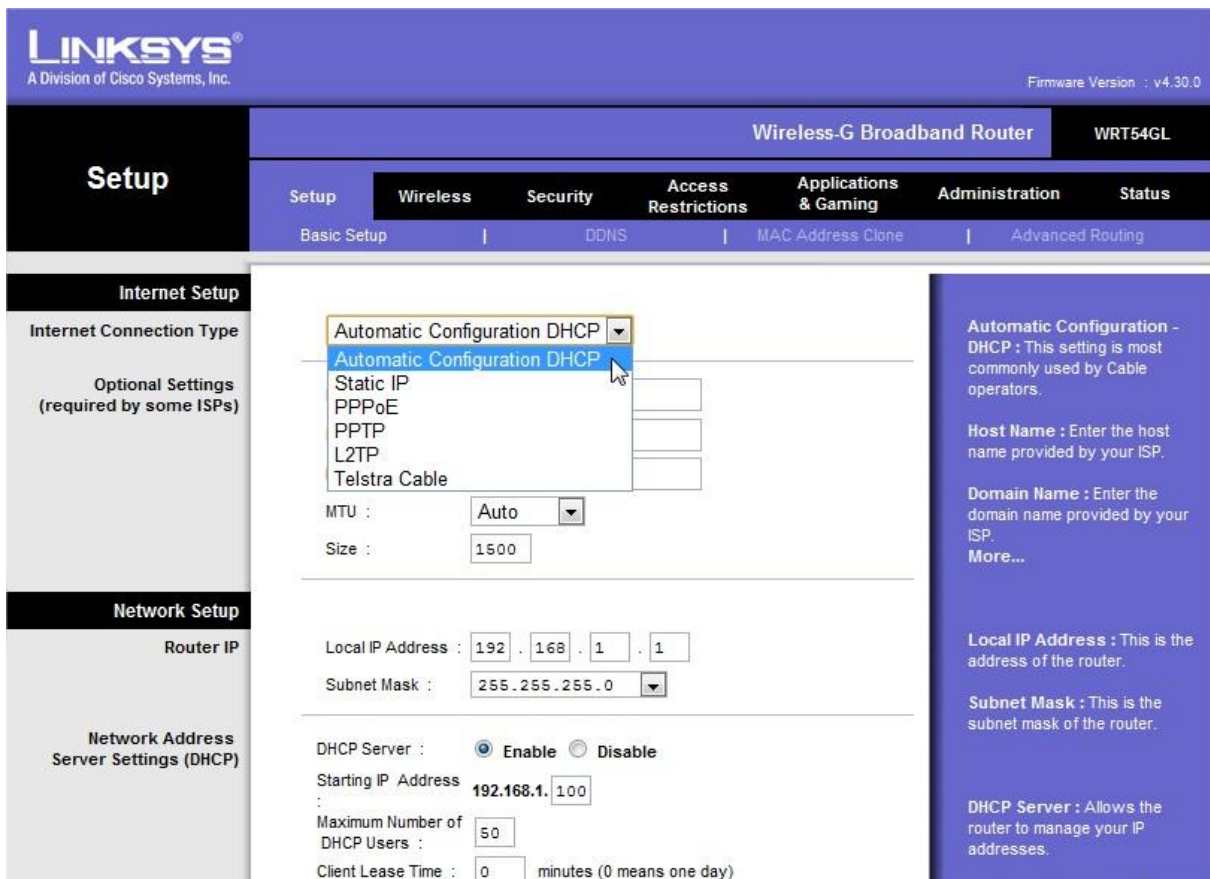 LINKSYS®
A Division of Cisco Systems, Inc.
Firmware Version : v4.30.0
Wireless-G Broadband Router
WRT54GL
Setup
Setup
Wireless
Security
Access Restrictions
Applications & Gaming
Administration
Status
Basic Setup | DDNS | MAC Address Clone | Advanced Routing
Internet Setup
Internet Connection Type
Automatic Configuration DHCP
Automatic Configuration DHCP
Static IP
PPPoE
PPTP
L2TP
Telstra Cable
Optional Settings
(required by some ISPs)
MTU : Auto
Size : 1500
Automatic Configuration -
DHCP : This setting is most
commonly used by Cable
operators.
Host Name : Enter the host
name provided by your ISP.
Domain Name : Enter the
domain name provided by your
ISP.
More...
Network Setup
Router IP
Local IP Address : 192 . 168 . 1 . 1
Subnet Mask : 255.255.255.0
Local IP Address : This is the
address of the router.
Subnet Mask : This is the
subnet mask of the router.
Network Address
Server Settings (DHCP)
DHCP Server : Enable Disable
Starting IP Address
: 192.168.1. 100
Maximum Number of
DHCP Users : 50
Client Lease Time : 0 minutes (0 means one day)
DHCP Server : Allows the
router to manage your IP
addresses.